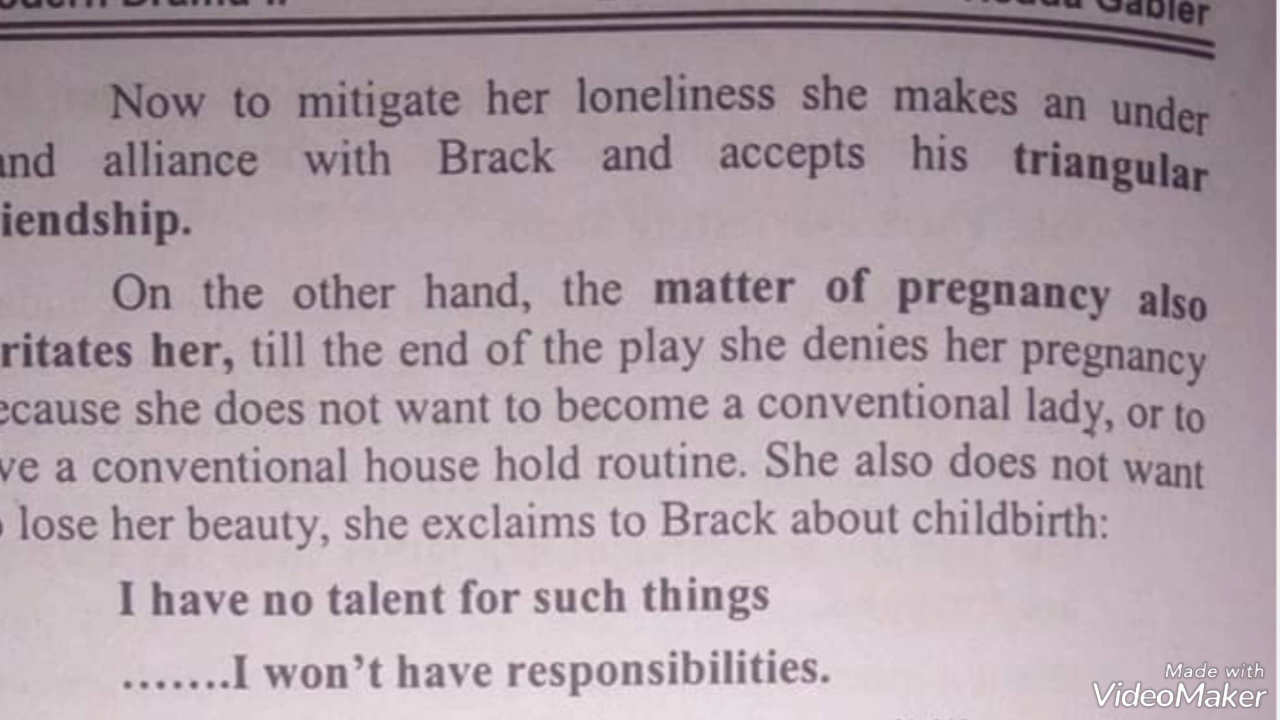 Gabler
Now to mitigate her loneliness she makes an under
nd alliance with Brack and accepts his triangular
iendship.
On the other hand, the matter of pregnancy also
ritates her, till the end of the play she denies her pregnancy
ecause she does not want to become a conventional lady, or to
ve a conventional house hold routine. She also does not want
lose her beauty, she exclaims to Brack about childbirth:
I have no talent for such things
.......I won't have responsibilities.
Made with
VideoMaker